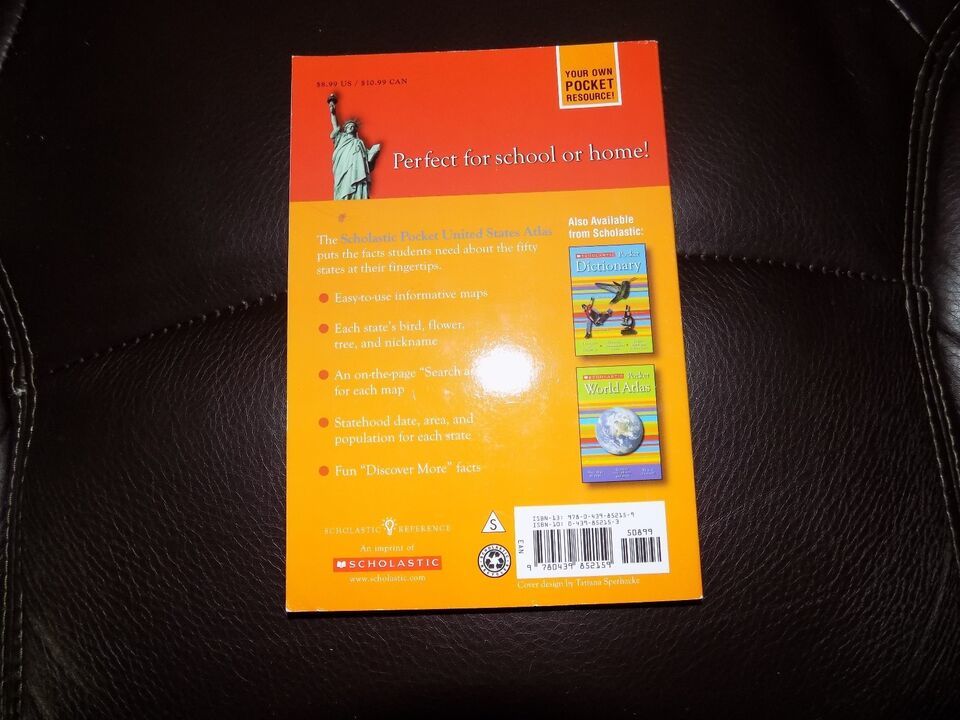 $8.99 US / $10.99 CAN
YOUR OWN
POCKET
RESOURCE!
Perfect for school or home!
The Scholastic Pocket United States Atlas
puts the facts students need about the fifty
states at their fingertips.
Easy-to-use informative maps
Each state's bird, flower,
tree, and nickname
An on-the-page "Search
for each map
Statehood date, area, and
population for each state
Fun "Discover More" facts
Also Available
from Scholastic:
SCHOLASTIC Pocket
Dictionary
SCHOLASTIC Pocket
World Atlas
SCHOLASTIC REFERENCE
An imprint of
SCHOLASTIC
www.scholastic.com
S
ISBN-13: 978-0-439-85215-9
ISBN-10: 0-439-85215-3
50899
EAN
9 780439 852159
Cover design by Tatiana Sperhacke